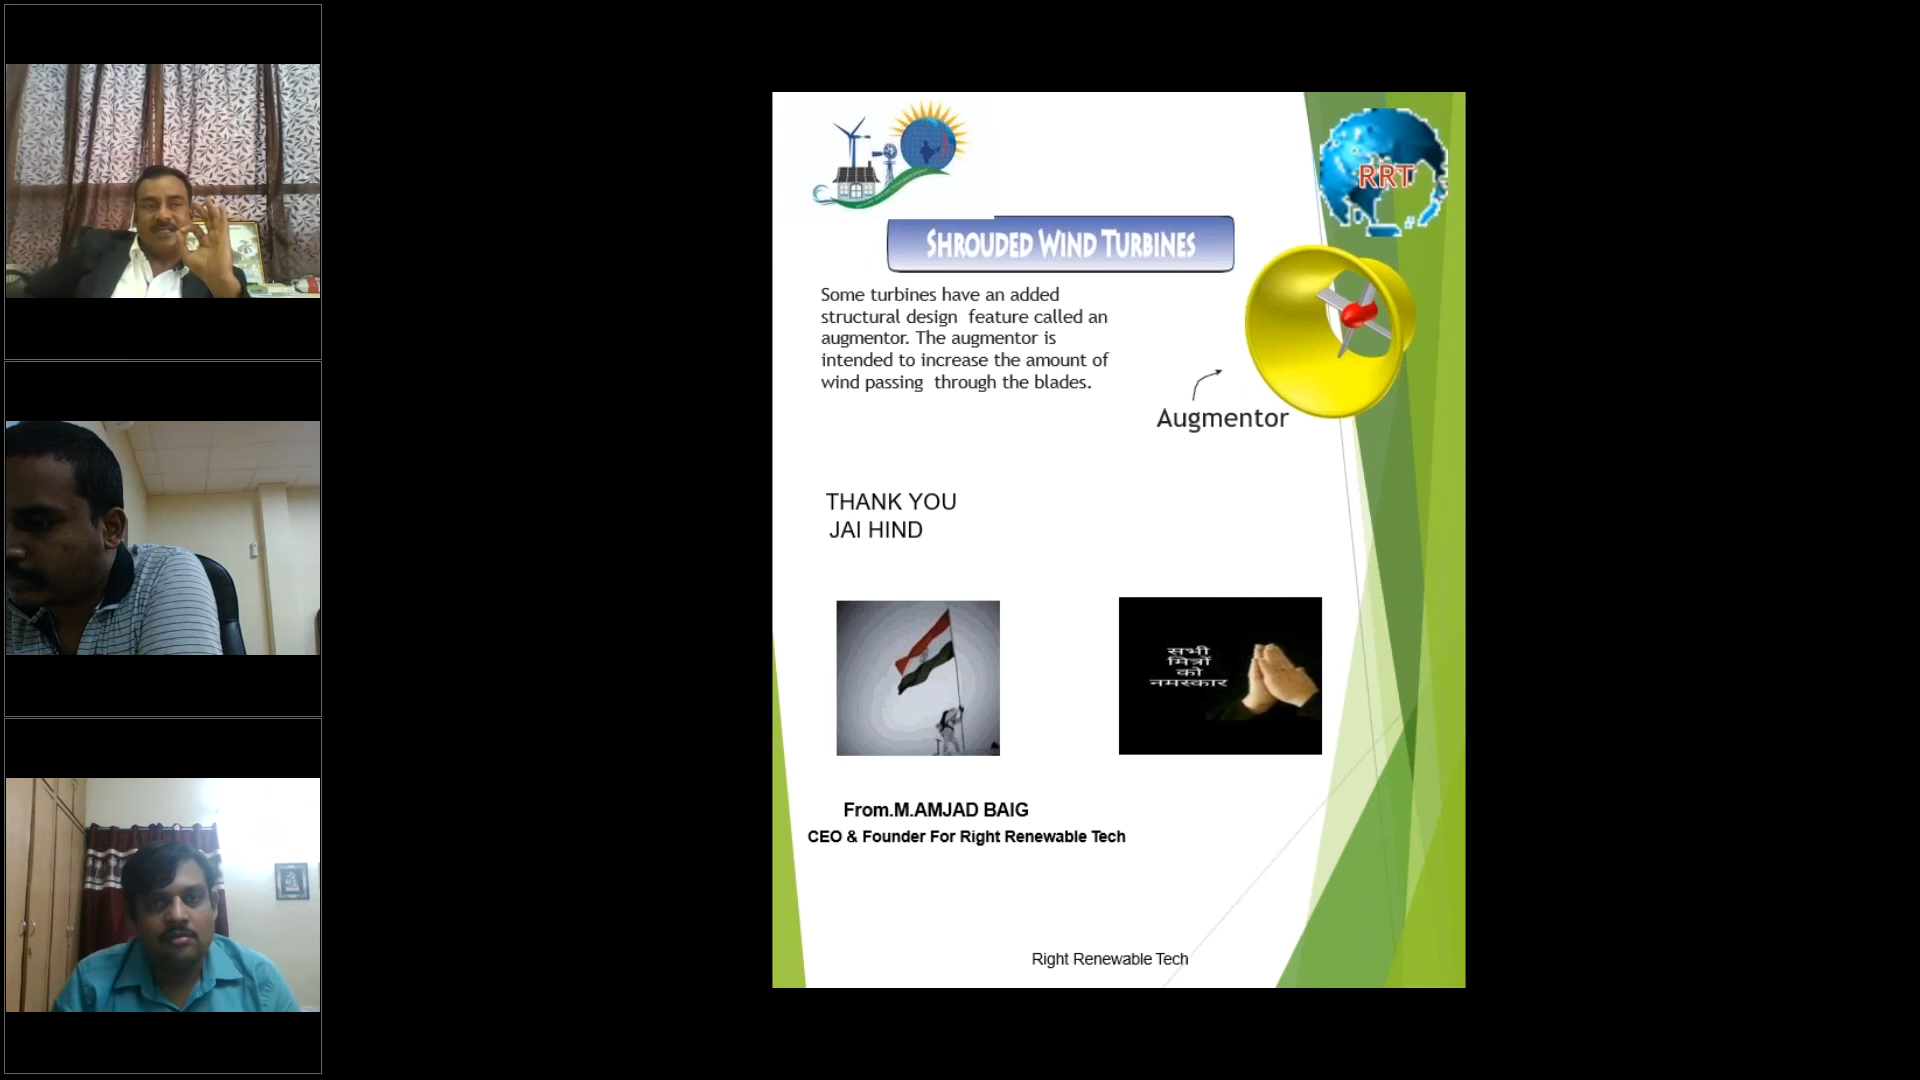 RRT
SHROUDED WIND TURBINES
Some turbines have an added
structural design feature called an
augmentor. The augmentor is
intended to increase the amount of
wind passing through the blades.
Augmentor
THANK YOU
JAI HIND
सभी
मित्रों
को
नमस्कार
From.M.AMJAD BAIG
CEO & Founder For Right Renewable Tech
Right Renewable Tech